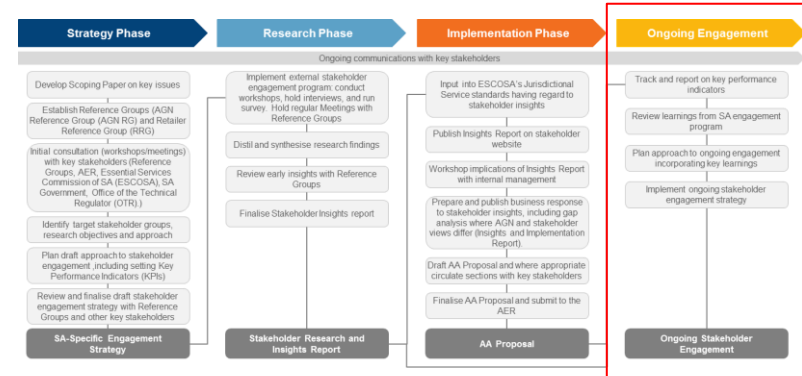 Strategy Phase
Research Phase
Implementation Phase
Ongoing Engagement
Ongoing communications with key stakeholders
Develop Scoping Paper on key issues
Establish Reference Groups (AGN
Reference Group (AGN RG) and Retailer
Reference Group (RRG)
Initial consultation (workshops/meetings)
with key stakeholders (Reference
Groups, AER, Essential Services
Commission of SA (ESCOSA), SA
Government, Office of the Technical
Regulator (OTR).)
Identify target stakeholder groups,
research objectives and approach
Plan draft approach to stakeholder
engagement ,including setting Key
Performance Indicators (KPIs)
Review and finalise draft stakeholder
engagement strategy with Reference
Groups and other key stakeholders
SA-Specific Engagement
Strategy
Implement external stakeholder
engagement program: conduct
workshops, hold interviews, and run
survey. Hold regular Meetings with
Reference Groups
Distil and synthesise research findings
Review early insights with Reference
Groups
Finalise Stakeholder Insights report
Stakeholder Research and
Insights Report
Input into ESCOSA's Jurisdictional
Service standards having regard to
stakeholder insights
Publish Insights Report on stakeholder
website
Workshop implications of Insights Report
with internal management
Prepare and publish business response
to stakeholder insights, including gap
analysis where AGN and stakeholder
views differ (Insights and Implementation
Report).
Draft AA Proposal and where appropriate
circulate sections with key stakeholders
Finalise AA Proposal and submit to the
AER
AA Proposal
Track and report on key performance
indicators
Review learnings from SA engagement
program
Plan approach to ongoing engagement
incorporating key learnings
Implement ongoing stakeholder
engagement strategy
Ongoing Stakeholder
Engagement